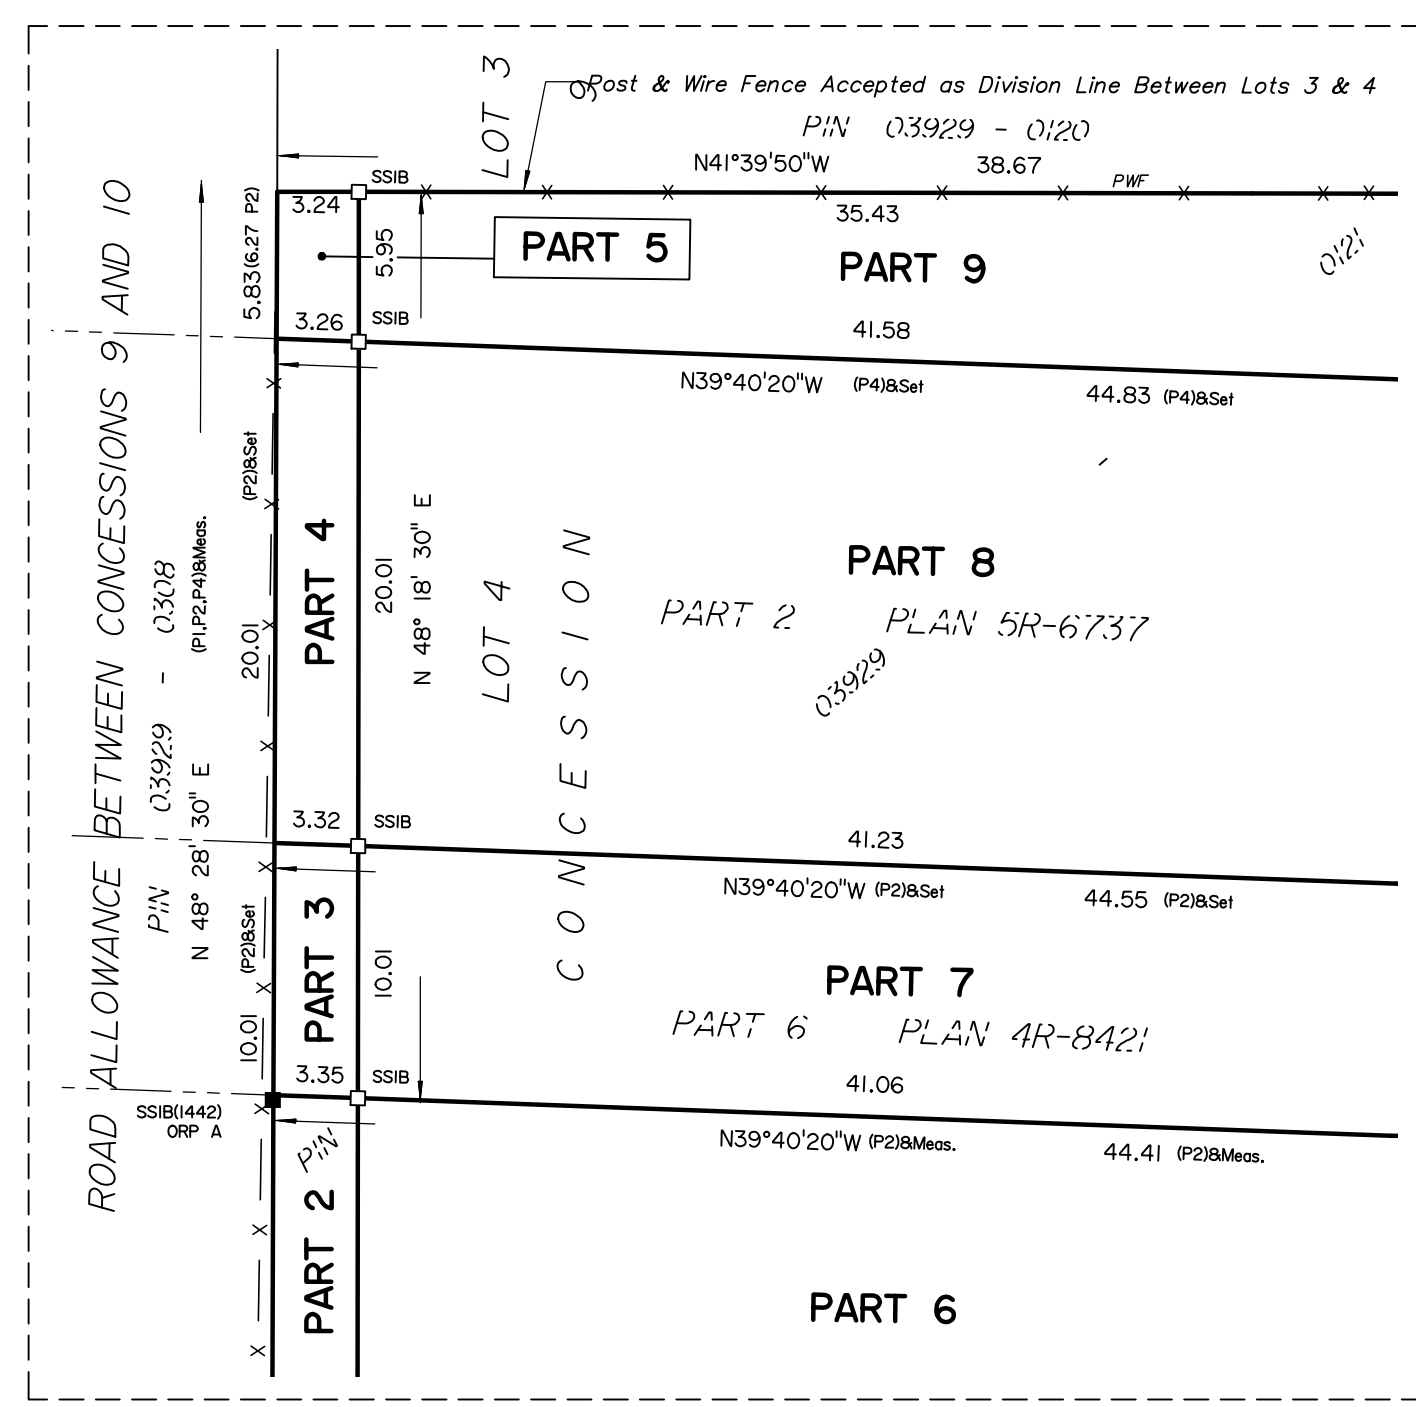 LOT 3
9
Post & Wire Fence Accepted as Division Line Between Lots 3 & 4
PIN 03929 - 0120
N41°39'50"W 38.67
PWF
SSIB
3.24
35.43
5.83(6.27 P2)
5.95
PART 5
PART 9
0121
3.26
SSIB
41.58
N39°40'20"W (P4)&Set
44.83 (P4)&Set
ROAD ALLOWANCE BETWEEN CONCESSIONS 9 AND 10
PIN 03929 - 0308
N 48° 28' 30" E
(P1,P2,P4)&Meas.
20.01
(P2)&Set
PART 4
20.01
N 48° 18' 30" E
LOT 4
CONCESSION
PART 8
PART 2 PLAN 5R-6737
03929
3.32
SSIB
41.23
N39°40'20"W (P2)&Set
44.55 (P2)&Set
10.01
(P2)&Set
PART 3
10.01
PART 7
PART 6 PLAN 4R-8421
3.35
SSIB
41.06
SSIB(1442)
ORP A
N39°40'20"W (P2)&Meas.
44.41 (P2)&Meas.
PIN
PART 2
PART 6